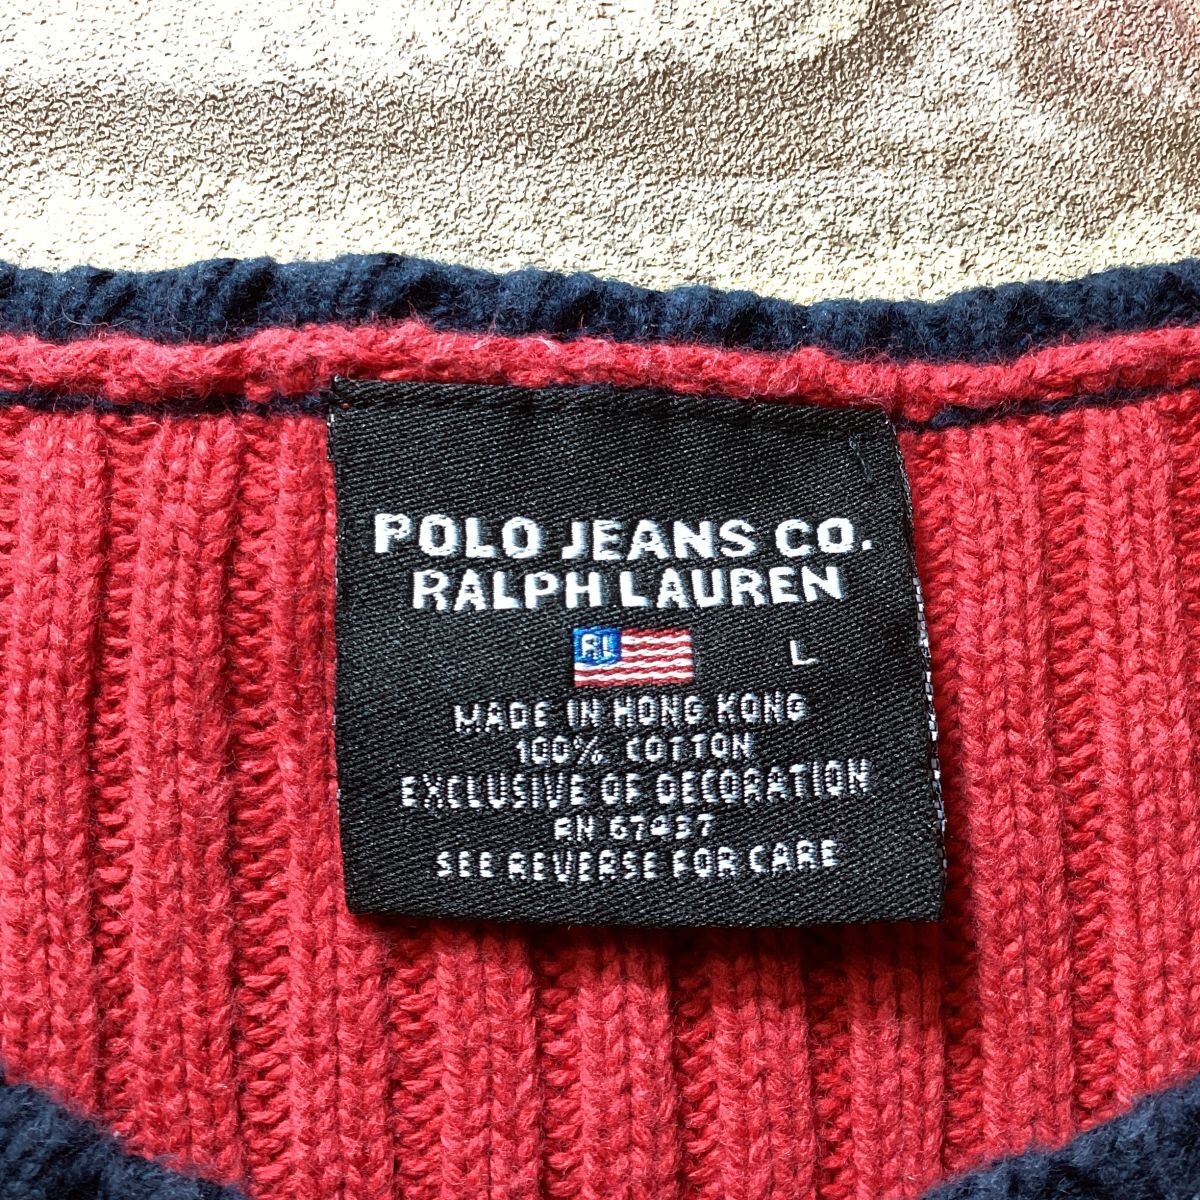 POLO JEANS CO.
RALPH LAUREN
RL
L
MADE IN HONG KONG
100% COTTON
EXCLUSIVE OF DECORATION
RN 67437
SEE REVERSE FOR CARE